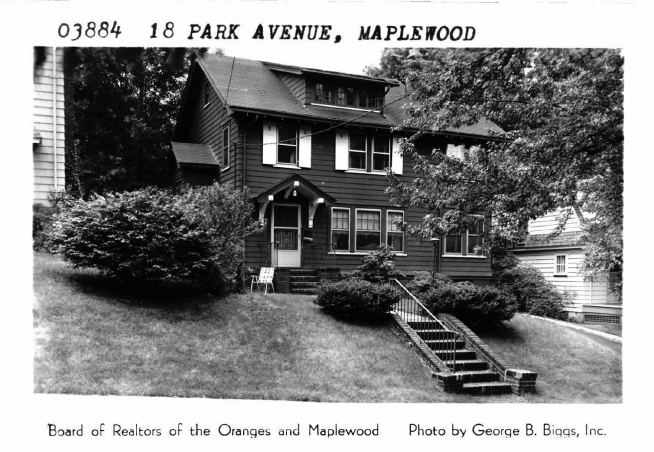 03884 18 PARK AVENUE, MAPLEWOOD
Board of Realtors of the Oranges and Maplewood Photo by George B. Biggs, Inc.